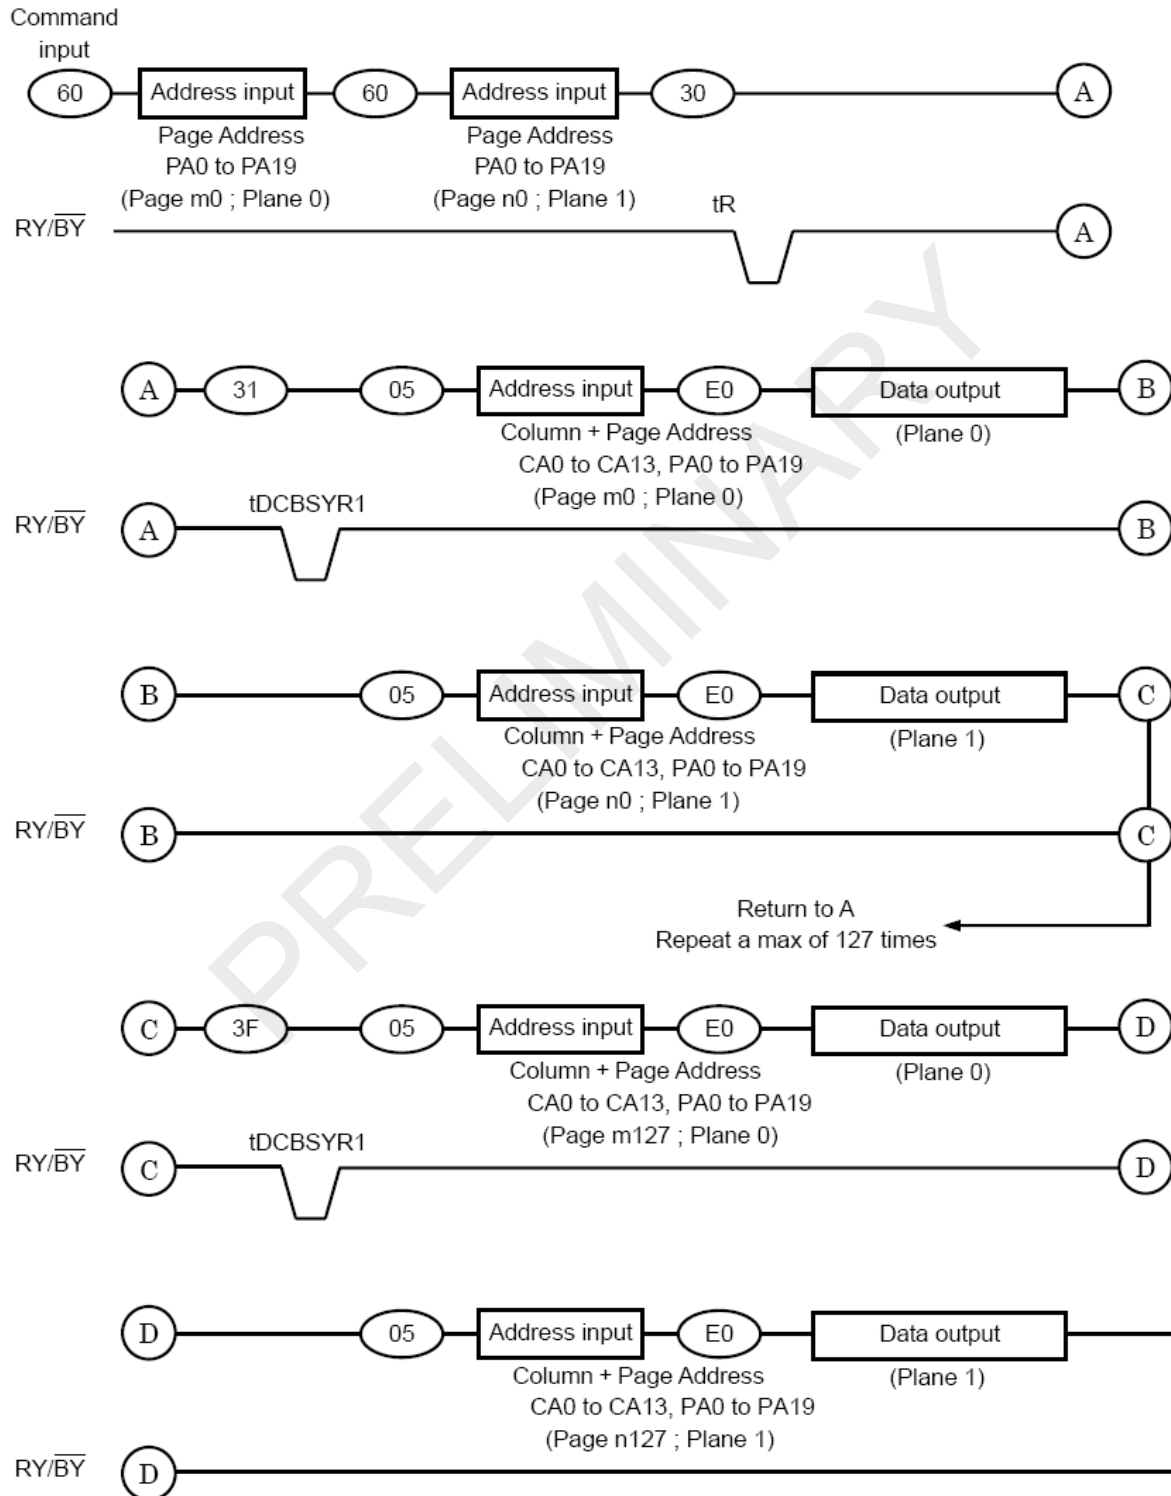 Command
input
60 Address input 60 Address input 30 A
Page Address Page Address
PA0 to PA19 PA0 to PA19
(Page m0 ; Plane 0) (Page n0 ; Plane 1)
tR
RY/BY A
A 31 05 Address input E0 Data output B
Column + Page Address (Plane 0)
CA0 to CA13, PA0 to PA19
(Page m0 ; Plane 0)
tDCBSYR1
RY/BY A B
B 05 Address input E0 Data output C
Column + Page Address (Plane 1)
CA0 to CA13, PA0 to PA19
(Page n0 ; Plane 1)
RY/BY B C
Return to A
Repeat a max of 127 times
C 3F 05 Address input E0 Data output D
Column + Page Address (Plane 0)
CA0 to CA13, PA0 to PA19
(Page m127 ; Plane 0)
tDCBSYR1
RY/BY C D
D 05 Address input E0 Data output
Column + Page Address (Plane 1)
CA0 to CA13, PA0 to PA19
(Page n127 ; Plane 1)
RY/BY D
PRELIMINARY